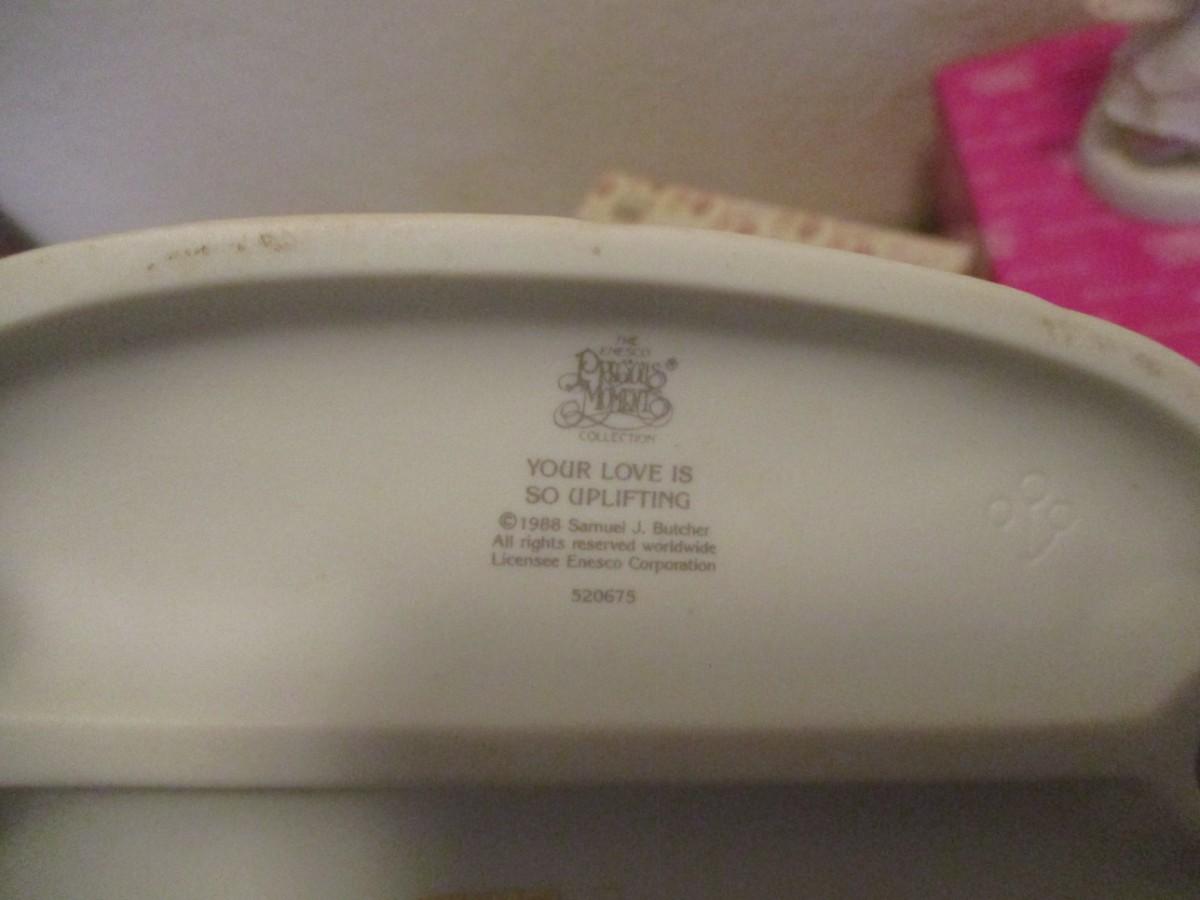 THE
ENESCO
PRECIOUS ®
MOMENTS
COLLECTION
YOUR LOVE IS
SO UPLIFTING
©1988 Samuel J. Butcher
All rights reserved worldwide
Licensee Enesco Corporation
520675